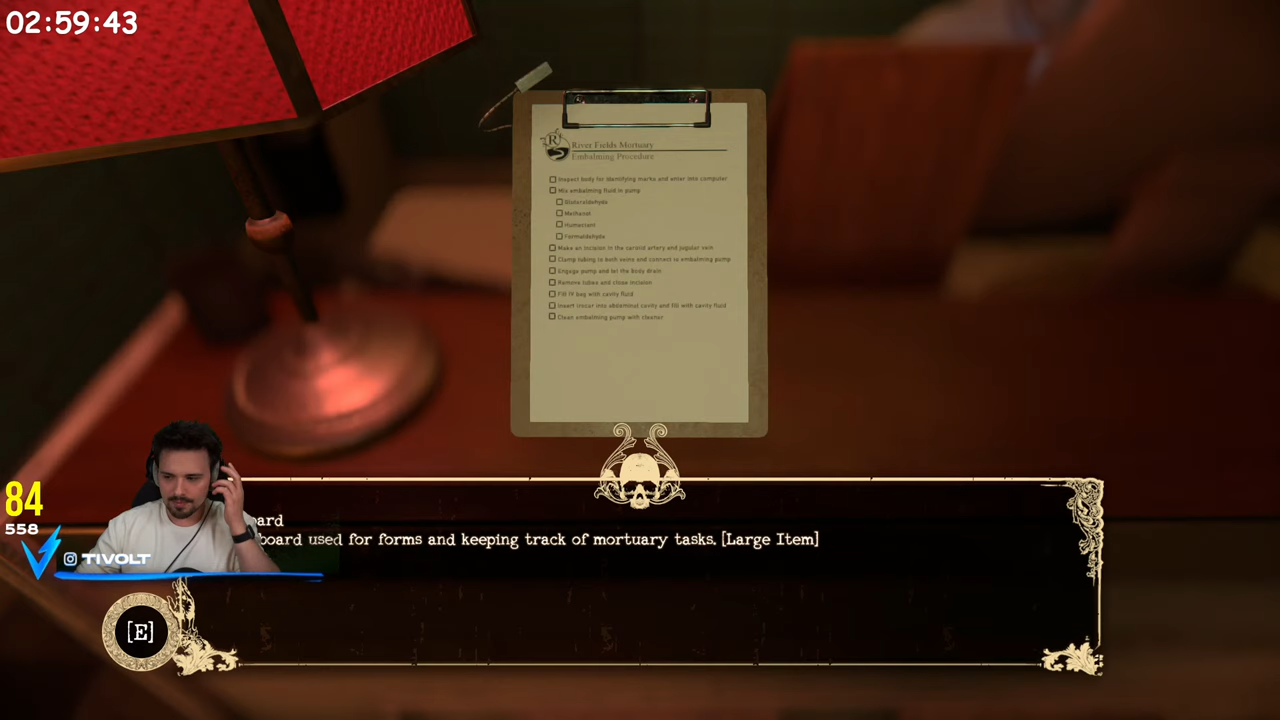 02:59:43
R
River Fields Mortuary
Embalming Procedure
Inspect body for identifying marks and enter into computer
Mix embalming fluid in pump
Gluteraldehyde
Methanol
Humectant
Formaldehyde
Make an incision in the carotid artery and jugular vein
Clamp tubing to both veins and connect to embalming pump
Engage pump and let the body drain
Remove tubes and close incision
Fill IV bag with cavity fluid
Insert trocar into abdominal cavity and fill with cavity fluid
Clean embalming pump with cleaner
84
558
TIVOLT
oard
board used for forms and keeping track of mortuary tasks. [Large Item]
[E]